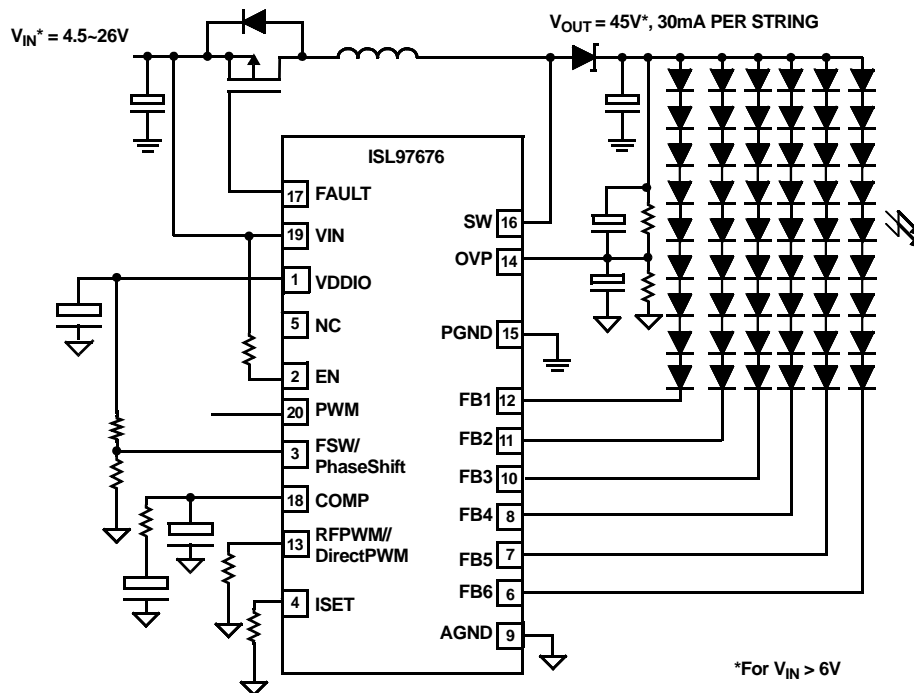 VIN* = 4.5~26V
VOUT = 45V*, 30mA PER STRING
ISL97676
17 FAULT
19 VIN
1 VDDIO
5 NC
2 EN
20 PWM
3 FSW/
PhaseShift
18 COMP
13 RFPWM//
DirectPWM
4 ISET
SW 16
OVP 14
PGND 15
FB1 12
FB2 11
FB3 10
FB4 8
FB5 7
FB6 6
AGND 9
*For VIN > 6V